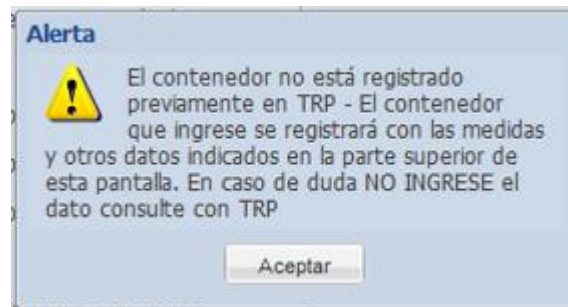 Alerta
El contenedor no está registrado
previamente en TRP - El contenedor
que ingrese se registrará con las medidas
y otros datos indicados en la parte superior de
esta pantalla. En caso de duda NO INGRESE el
dato consulte con TRP
Aceptar